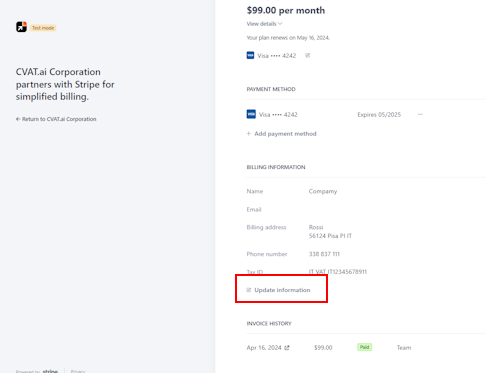 $99.00 per month
View details
Your plan renews on May 16, 2024.
VISA Visa •••• 4242
Test mode
CVAT.ai Corporation
partners with Stripe for
simplified billing.
← Return to CVAT.ai Corporation
PAYMENT METHOD
VISA Visa •••• 4242 Expires 05/2025 ···
+ Add payment method
BILLING INFORMATION
Name Compamy
Email
Billing address Rossi
56124 Pisa PI IT
Phone number 338 837 111
Tax ID IT VAT IT12345678911
Update information
INVOICE HISTORY
Apr 16, 2024 $99.00 Paid Team
Powered by stripe Privacy